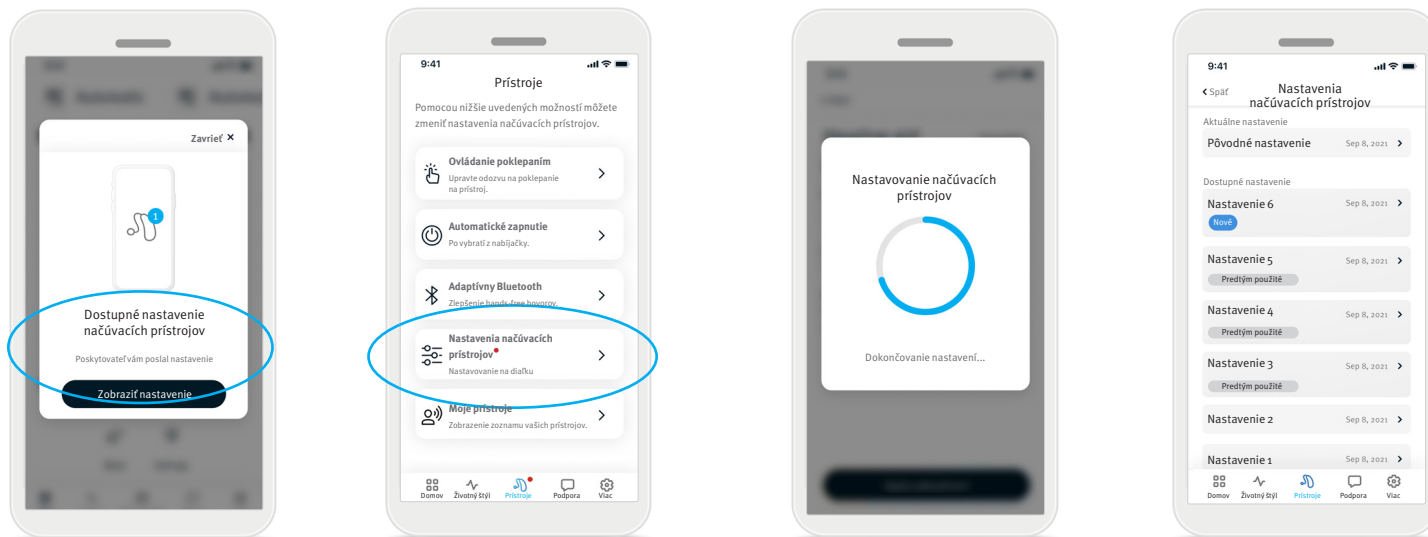 Zavrieť ×
1
Dostupné nastavenie
načúvacích prístrojov
Poskytovateľ vám poslal nastavenie
Zobraziť nastavenie
9:41
Prístroje
Pomocou nižšie uvedených možností môžete
zmeniť nastavenia načúvacích prístrojov.
Ovládanie poklepaním
Upravte odozvu na poklepanie
na prístroj.
Automatické zapnutie
Po vybratí z nabíjačky.
Adaptívny Bluetooth
Zlepšenie hands-free hovorov.
Nastavenia načúvacích
prístrojov
Nastavovanie na diaľku
Moje prístroje
Zobrazenie zoznamu vašich prístrojov.
Domov Životný štýl Prístroje Podpora Viac
Nastavovanie načúvacích
prístrojov
Dokončovanie nastavení...
9:41
Späť
Nastavenia
načúvacích prístrojov
Aktuálne nastavenie
Pôvodné nastavenie Sep 8, 2021
Dostupné nastavenie
Nastavenie 6 Sep 8, 2021
Nové
Nastavenie 5 Sep 8, 2021
Predtým použité
Nastavenie 4 Sep 8, 2021
Predtým použité
Nastavenie 3 Sep 8, 2021
Predtým použité
Nastavenie 2 Sep 8, 2021
Nastavenie 1 Sep 8, 2021
Domov Životný štýl Prístroje Podpora Viac